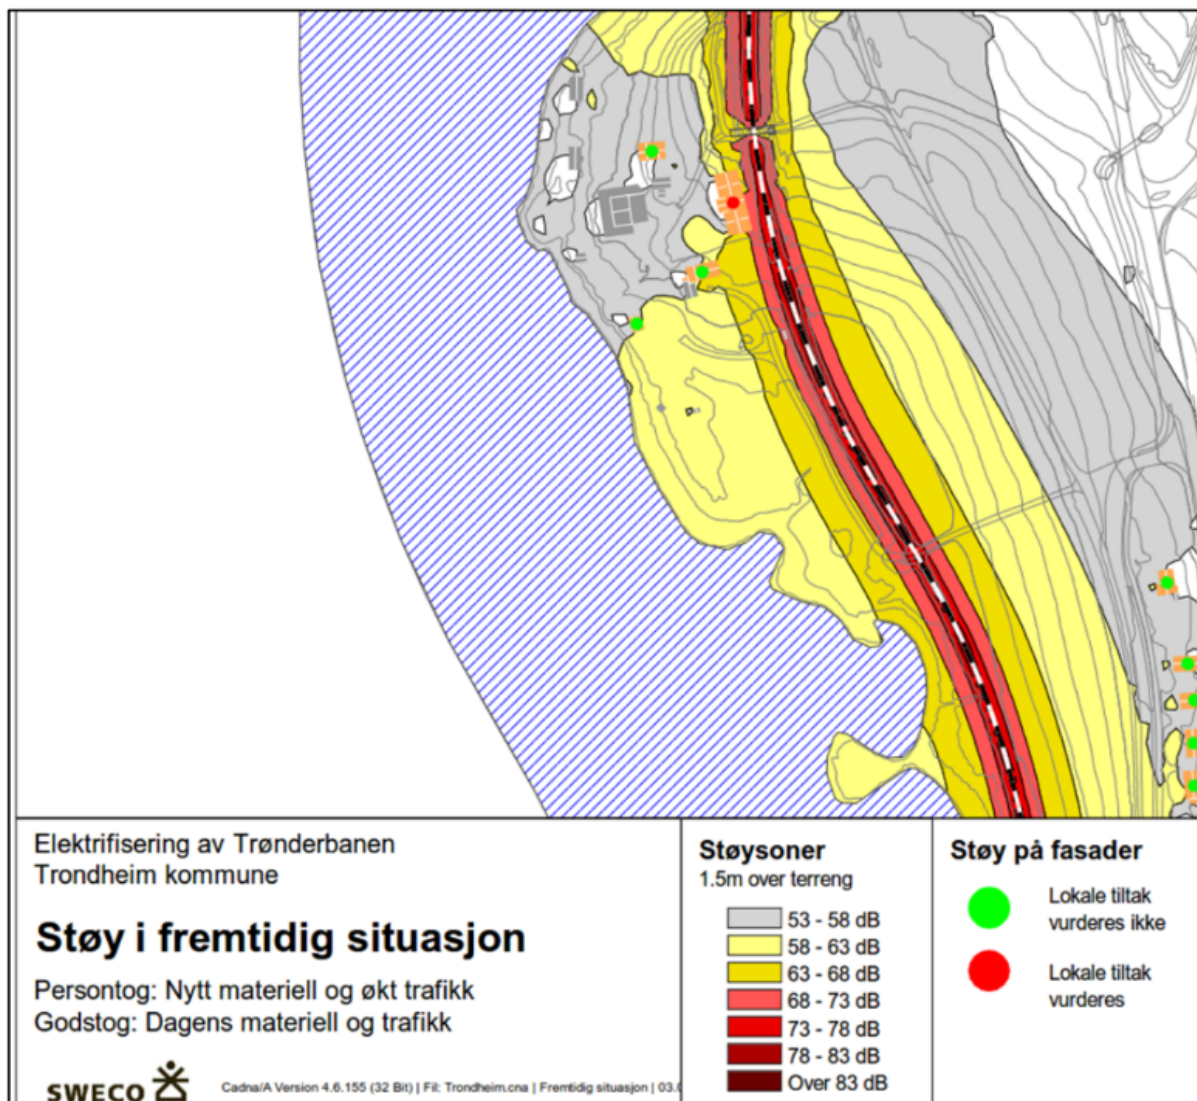 Elektrifisering av Trønderbanen
Trondheim kommune
Støy i fremtidig situasjon
Persontog: Nytt materiell og økt trafikk
Godstog: Dagens materiell og trafikk
SWECO
Cadna/A Version 4.6.155 (32 Bit) | Fil: Trondheim.cna | Fremtidig situasjon | 03.
Støysoner
1.5m over terreng
53 - 58 dB
58 - 63 dB
63 - 68 dB
68 - 73 dB
73 - 78 dB
78 - 83 dB
Over 83 dB
Støy på fasader
Lokale tiltak
vurderes ikke
Lokale tiltak
vurderes